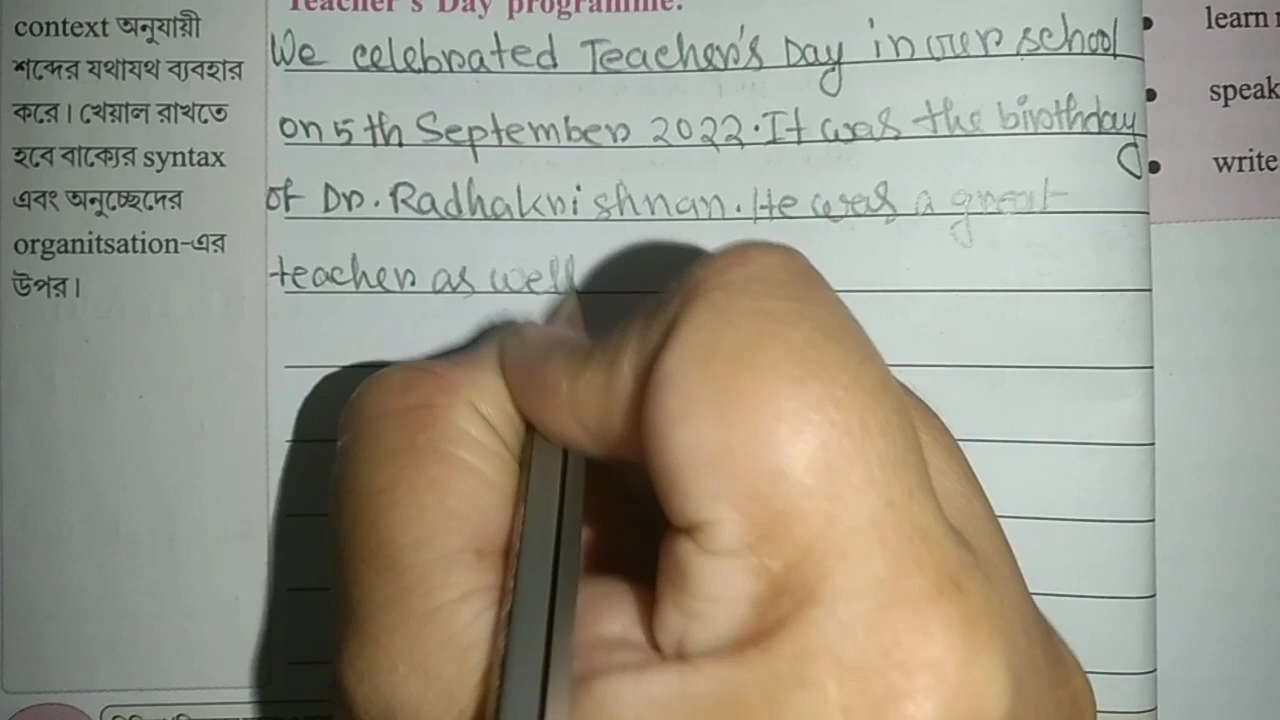 Teacher's Day programme.
context অনুযায়ী
শব্দের যথাযথ ব্যবহার
করে। খেয়াল রাখতে
হবে বাক্যের syntax
এবং অনুচ্ছেদের
organitsation-এর
উপর।
We celebrated Teacher's Day in our school
on 5th September 2022. It was the birthday
of Dr. Radhakrishnan. He was a great
teacher as well
learn
speak
write